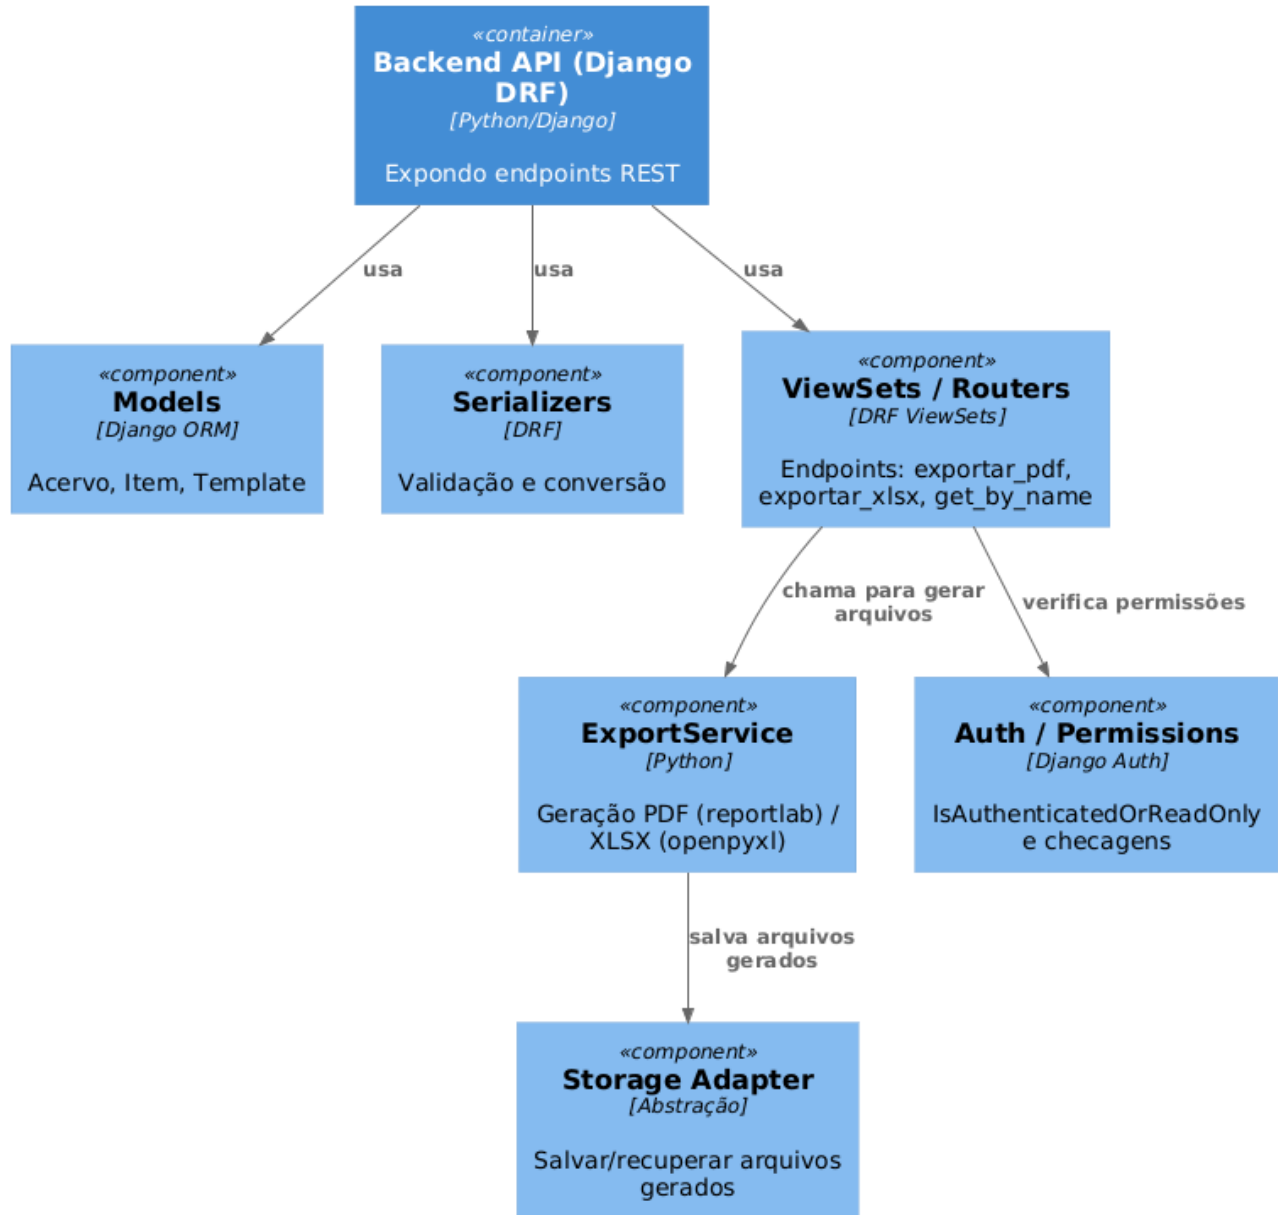 «container»
Backend API (Django
DRF)
[Python/Django]
Expondo endpoints REST
usa
usa
usa
«component»
Models
[Django ORM]
Acervo, Item, Template
«component»
Serializers
[DRF]
Validação e conversão
«component»
ViewSets / Routers
[DRF ViewSets]
Endpoints: exportar_pdf,
exportar_xlsx, get_by_name
chama para gerar
arquivos
verifica permissões
«component»
ExportService
[Python]
Geração PDF (reportlab) /
XLSX (openpyxl)
«component»
Auth / Permissions
[Django Auth]
IsAuthenticatedOrReadOnly
e checagens
salva arquivos
gerados
«component»
Storage Adapter
[Abstração]
Salvar/recuperar arquivos
gerados